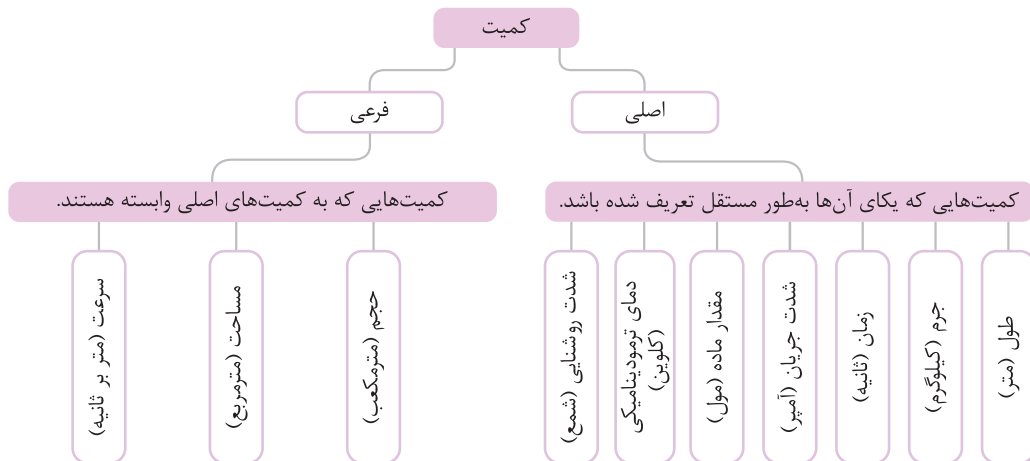 کمیت
اصلی
فرعی
کمیت‌هایی که یکای آن‌ها به‌طور مستقل تعریف شده باشد.
کمیت‌هایی که به کمیت‌های اصلی وابسته هستند.
طول (متر)
جرم (کیلوگرم)
زمان (ثانیه)
شدت جریان (آمپر)
مقدار ماده (مول)
دمای ترمودینامیکی
(کلوین)
شدت روشنایی (شمع)
حجم (مترمکعب)
مساحت (مترمربع)
سرعت (متر بر ثانیه)